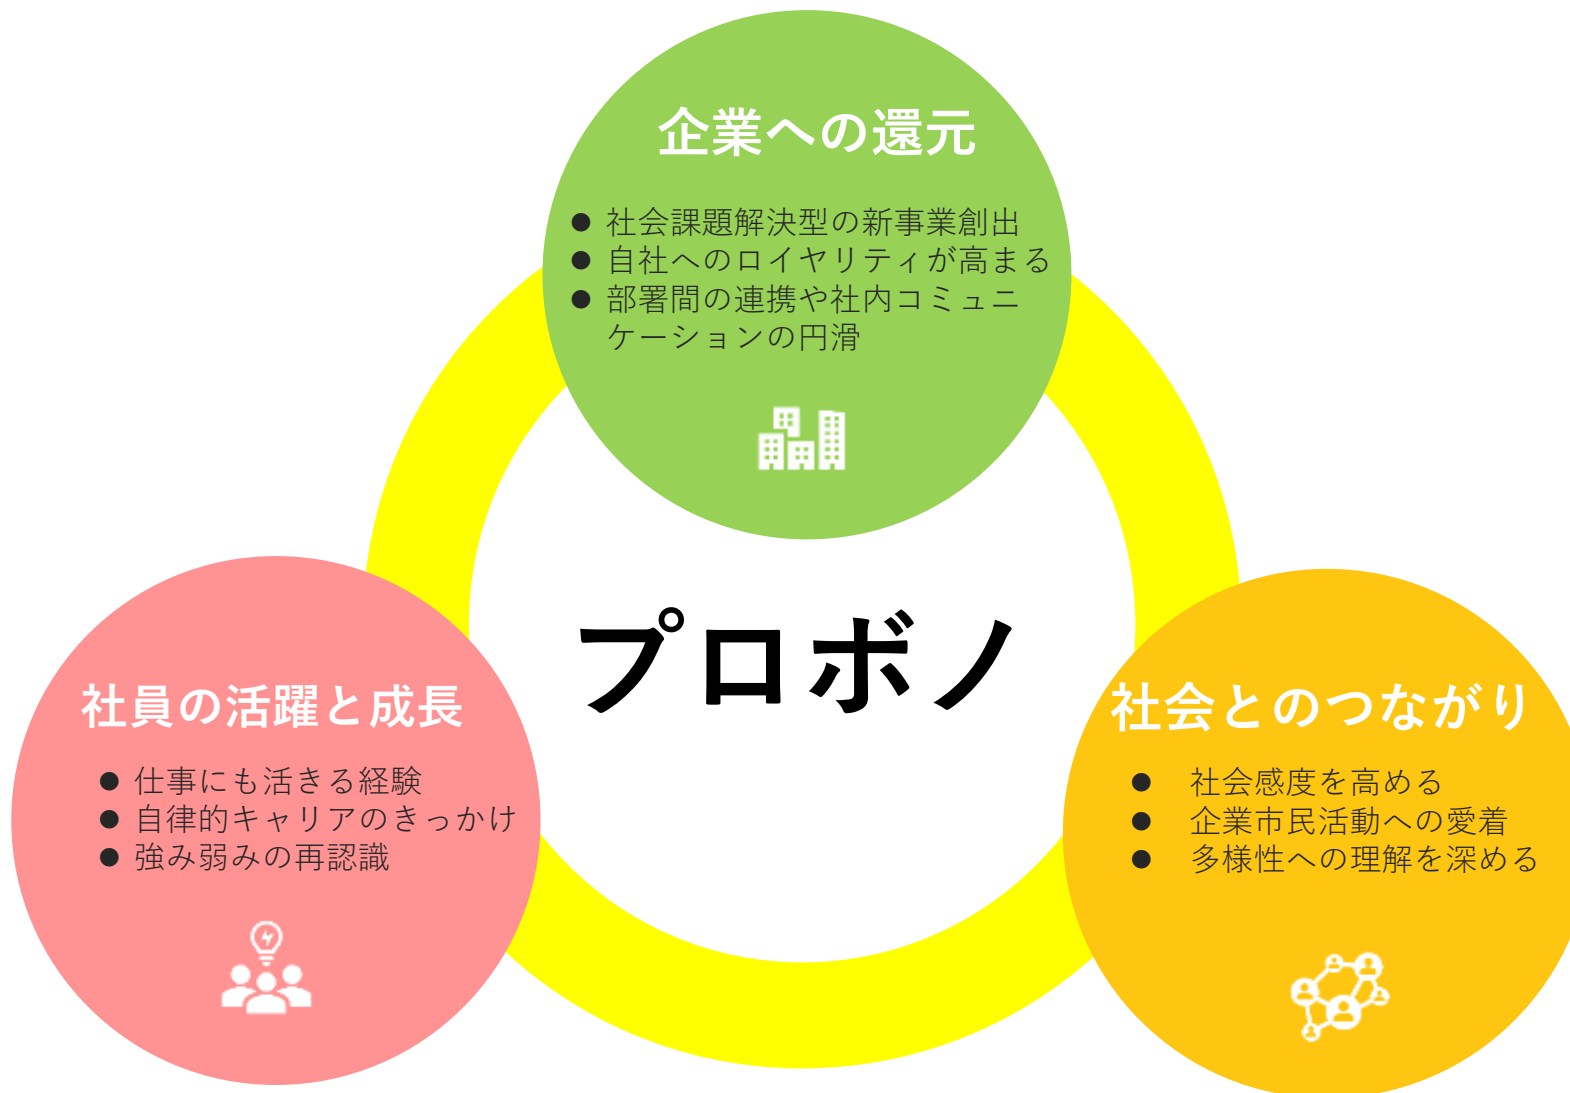 企業への還元
● 社会課題解決型の新事業創出
● 自社へのロイヤリティが高まる
● 部署間の連携や社内コミュニ
ケーションの円滑
プロボノ
社員の活躍と成長
● 仕事にも活きる経験
● 自律的キャリアのきっかけ
● 強み弱みの再認識
社会とのつながり
● 社会感度を高める
● 企業市民活動への愛着
● 多様性への理解を深める